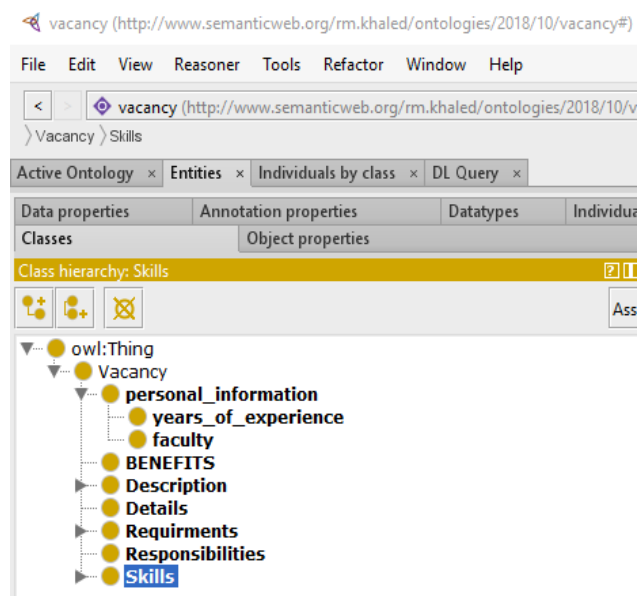 vacancy (http://www.semanticweb.org/rm.khaled/ontologies/2018/10/vacancy#)
File Edit View Reasoner Tools Refactor Window Help
< > vacancy (http://www.semanticweb.org/rm.khaled/ontologies/2018/10/v
Vacancy Skills
Active Ontology × Entities × Individuals by class × DL Query ×
Data properties Annotation properties Datatypes Individua
Classes Object properties
Class hierarchy: Skills
Ass
owl:Thing
Vacancy
personal_information
years_of_experience
faculty
BENEFITS
Description
Details
Requirments
Responsibilities
Skills